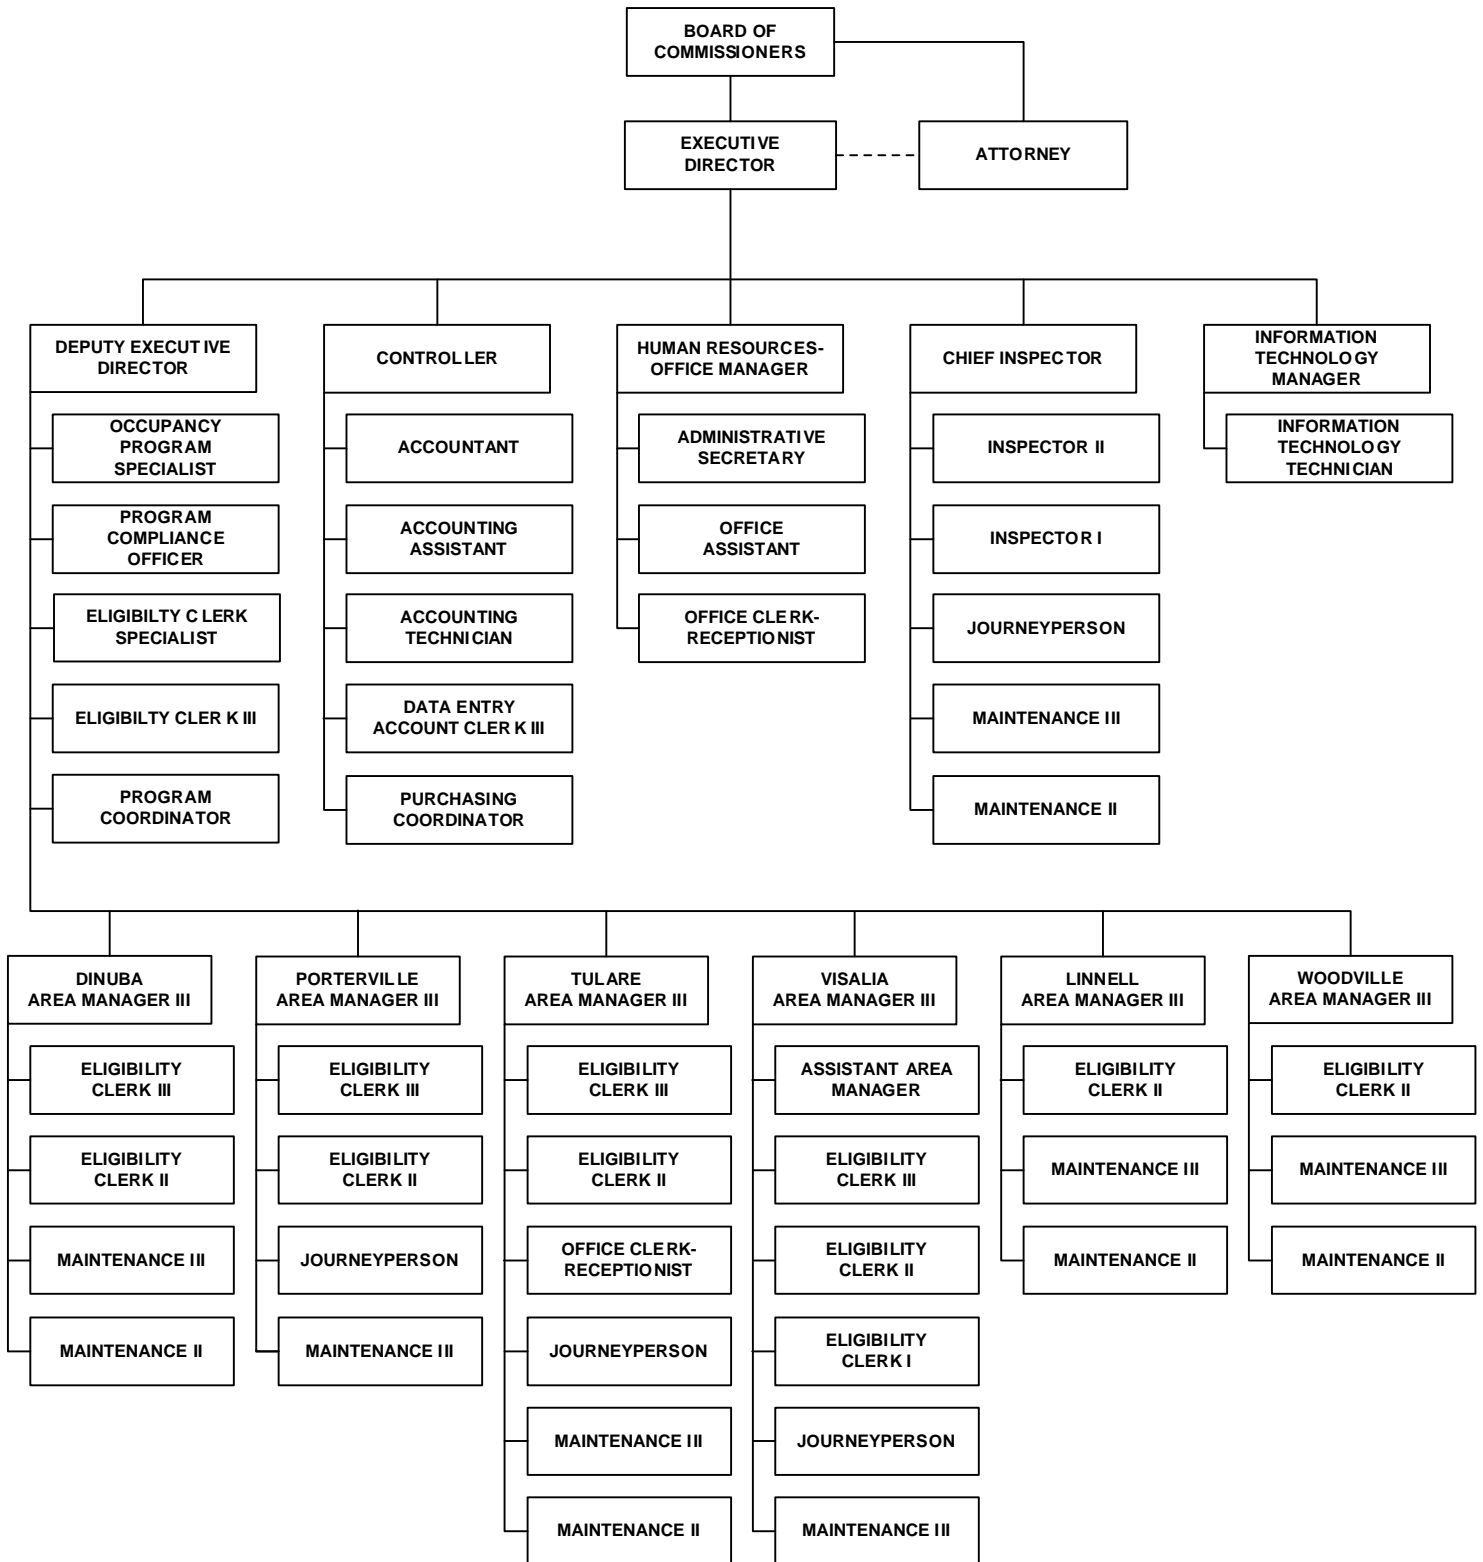 BOARD OF
COMMISSIONERS
EXECUTIVE
DIRECTOR
ATTORNEY
DEPUTY EXECUTIVE
DIRECTOR
OCCUPANCY
PROGRAM
SPECIALIST
PROGRAM
COMPLIANCE
OFFICER
ELIGIBILTY CLERK
SPECIALIST
ELIGIBILTY CLERK III
PROGRAM
COORDINATOR
CONTROLLER
ACCOUNTANT
ACCOUNTING
ASSISTANT
ACCOUNTING
TECHNICIAN
DATA ENTRY
ACCOUNT CLERK III
PURCHASING
COORDINATOR
HUMAN RESOURCES-
OFFICE MANAGER
ADMINISTRATIVE
SECRETARY
OFFICE
ASSISTANT
OFFICE CLERK-
RECEPTIONIST
CHIEF INSPECTOR
INSPECTOR II
INSPECTOR I
JOURNEYPERSON
MAINTENANCE III
MAINTENANCE II
INFORMATION
TECHNOLOGY
MANAGER
INFORMATION
TECHNOLOGY
TECHNICIAN
DINUBA
AREA MANAGER III
ELIGIBILITY
CLERK III
ELIGIBILITY
CLERK II
MAINTENANCE III
MAINTENANCE II
PORTERVILLE
AREA MANAGER III
ELIGIBILITY
CLERK III
ELIGIBILITY
CLERK II
JOURNEYPERSON
MAINTENANCE III
TULARE
AREA MANAGER III
ELIGIBILITY
CLERK III
ELIGIBILITY
CLERK II
OFFICE CLERK-
RECEPTIONIST
JOURNEYPERSON
MAINTENANCE III
MAINTENANCE II
VISALIA
AREA MANAGER III
ASSISTANT AREA
MANAGER
ELIGIBILITY
CLERK III
ELIGIBILITY
CLERK II
ELIGIBILITY
CLERK I
JOURNEYPERSON
MAINTENANCE III
LINNELL
AREA MANAGER III
ELIGIBILITY
CLERK II
MAINTENANCE III
MAINTENANCE II
WOODVILLE
AREA MANAGER III
ELIGIBILITY
CLERK II
MAINTENANCE III
MAINTENANCE II